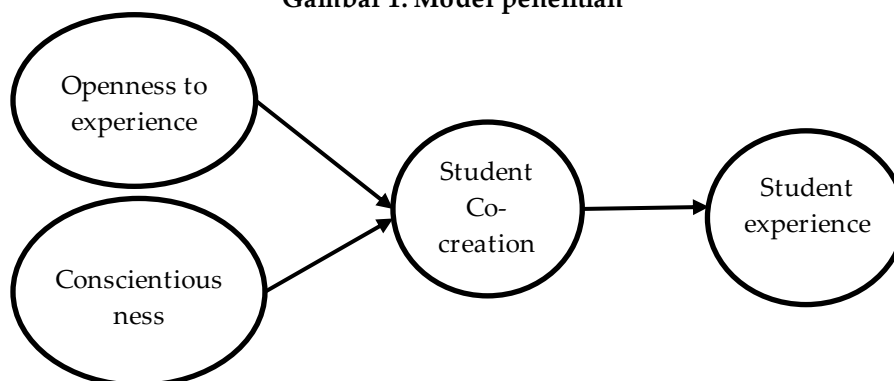 Gambar 1. Model penelitian
Openness to
experience
Conscientious
ness
Student
Co-
creation
Student
experience